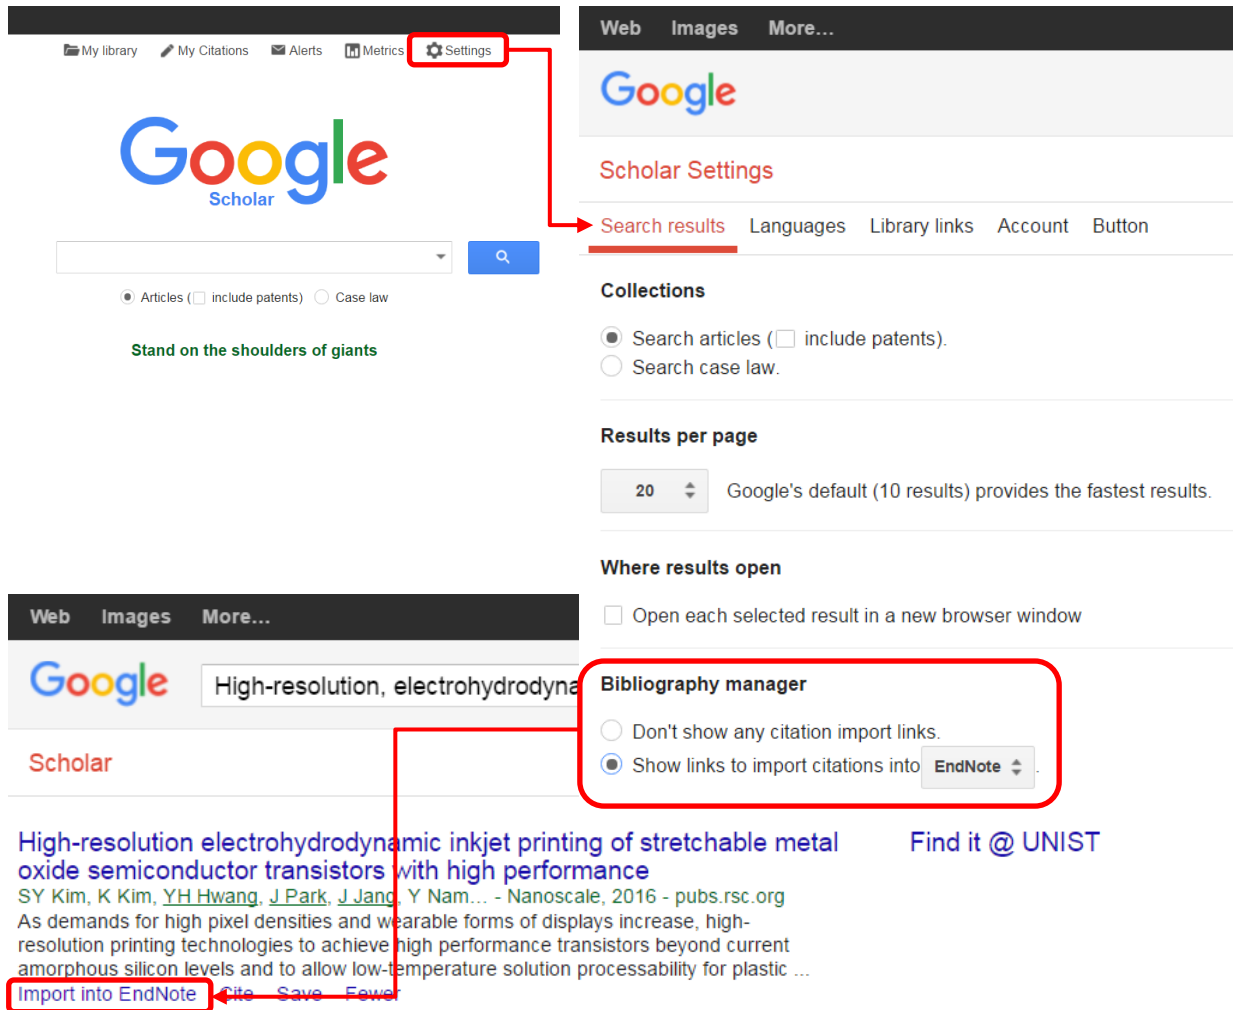 My library My Citations Alerts Metrics Settings
Google
Scholar
Articles ( include patents) Case law
Stand on the shoulders of giants
Web Images More...
Google
Scholar Settings
Search results Languages Library links Account Button
Collections
Search articles ( include patents).
Search case law.
Results per page
20 Google's default (10 results) provides the fastest results.
Where results open
Open each selected result in a new browser window
Bibliography manager
Don't show any citation import links.
Show links to import citations into EndNote .
Web Images More...
Google High-resolution, electrohydrodyna
Scholar
High-resolution electrohydrodynamic inkjet printing of stretchable metal
oxide semiconductor transistors with high performance
Find it @ UNIST
SY Kim, K Kim, YH Hwang, J Park, J Jang, Y Nam... - Nanoscale, 2016 - pubs.rsc.org
As demands for high pixel densities and wearable forms of displays increase, high-
resolution printing technologies to achieve high performance transistors beyond current
amorphous silicon levels and to allow low-temperature solution processability for plastic ...
Import into EndNote Cite Save Fewer